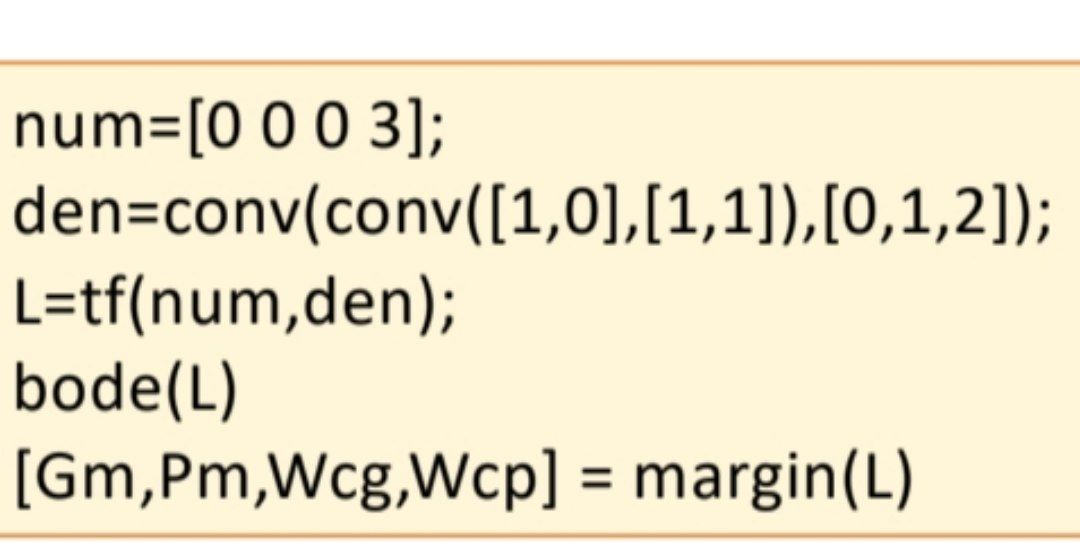 num=[0 0 0 3];
den=conv(conv([1,0],[1,1]),[0,1,2]);
L=tf(num,den);
bode(L)
[Gm,Pm,Wcg,Wcp] = margin(L)